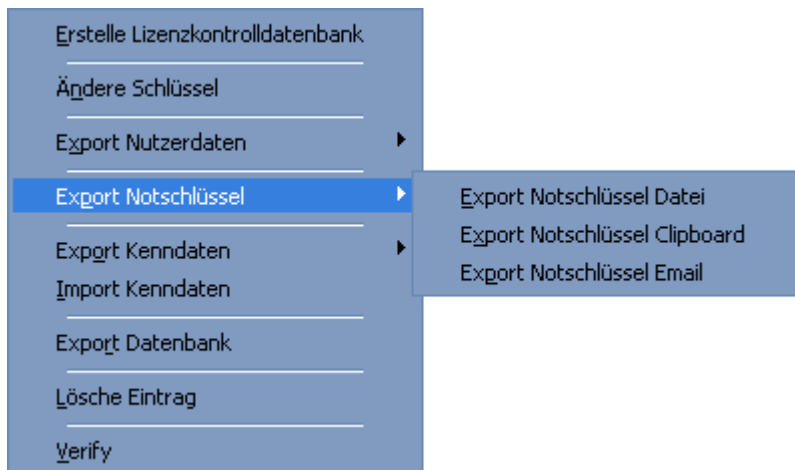 Erstelle Lizenzkontrolldatenbank
Ändere Schlüssel
Export Nutzerdaten
Export Notschlüssel
Export Notschlüssel Datei
Export Notschlüssel Clipboard
Export Notschlüssel Email
Export Kenndaten
Import Kenndaten
Export Datenbank
Lösche Eintrag
Verify